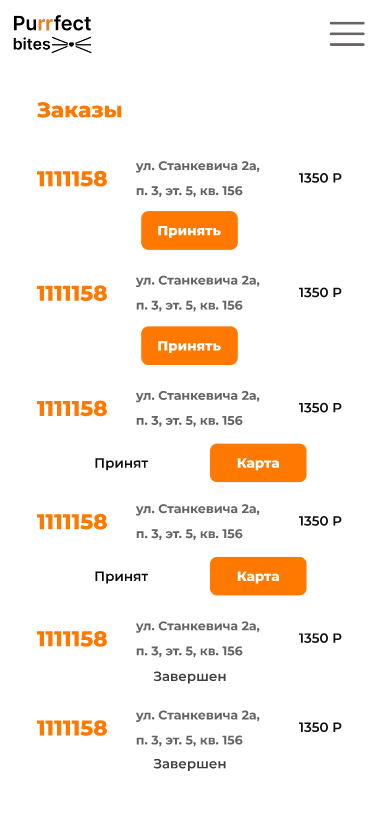 Purrfect
bites
Заказы
1111158 ул. Станкевича 2а, 1350 Р
п. 3, эт. 5, кв. 156
Принять
1111158 ул. Станкевича 2а, 1350 Р
п. 3, эт. 5, кв. 156
Принять
1111158 ул. Станкевича 2а, 1350 Р
п. 3, эт. 5, кв. 156
Принят Карта
1111158 ул. Станкевича 2а, 1350 Р
п. 3, эт. 5, кв. 156
Принят Карта
1111158 ул. Станкевича 2а, 1350 Р
п. 3, эт. 5, кв. 156
Завершен
1111158 ул. Станкевича 2а, 1350 Р
п. 3, эт. 5, кв. 156
Завершен